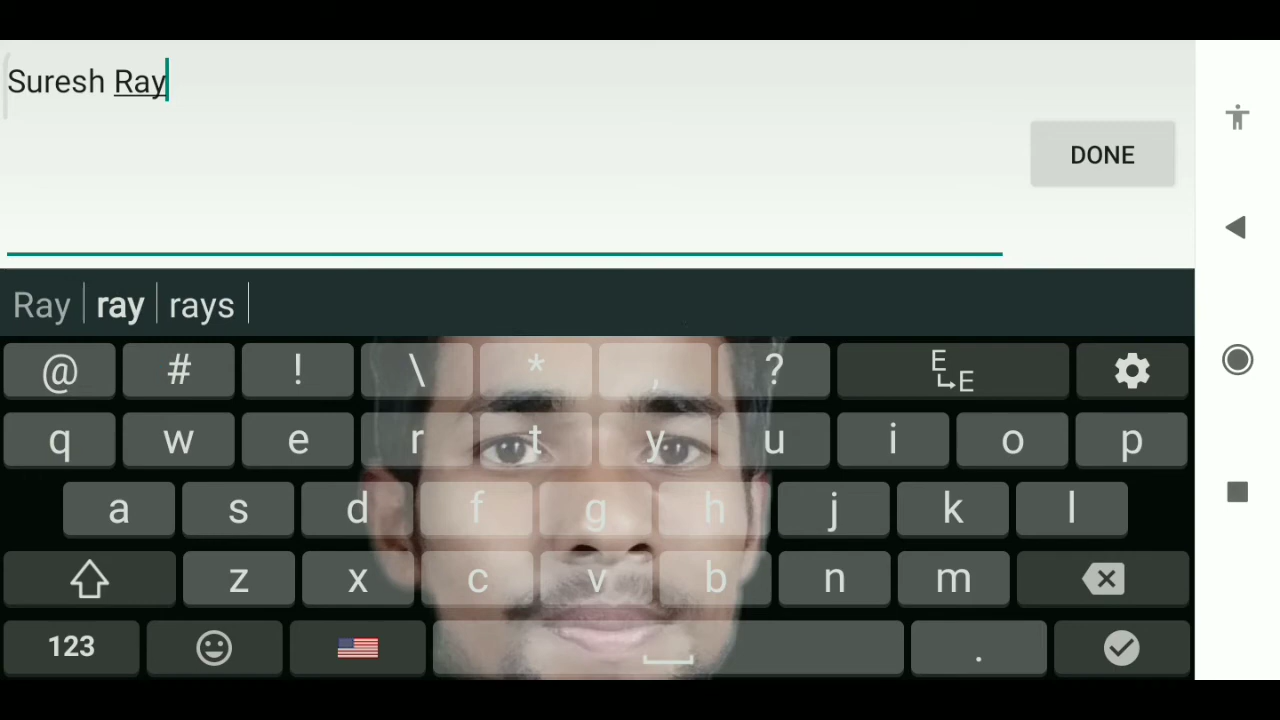 Suresh Ray
DONE
Ray ray rays
@ # ! \ * , ? E E
q w e r t y u i o p
a s d f g h j k l
z x c v b n m
123 .